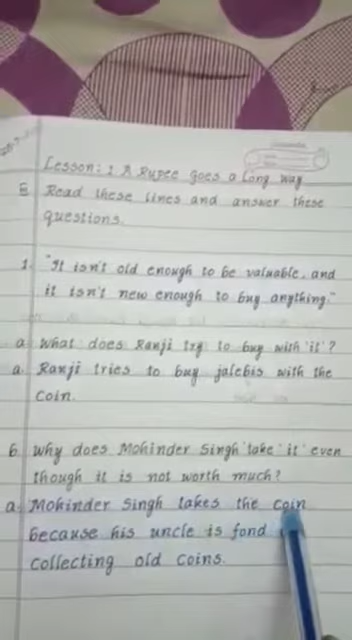 Lesson: 1 A Rupee Goes a Long Way
E Read these lines and answer these
questions.
1. "It isn't old enough to be valuable, and
it isn't new enough to buy anything."
a What does Ranji try to buy with 'it'?
a. Ranji tries to buy jalebis with the
coin.
b Why does Mohinder Singh 'take' 'it' even
though it is not worth much?
a. Mohinder Singh takes the coin
because his uncle is fond
collecting old coins.